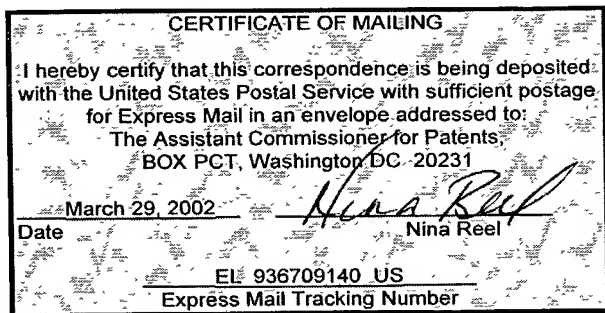 CERTIFICATE OF MAILING
I hereby certify that this correspondence is being deposited
with the United States Postal Service with sufficient postage
for Express Mail in an envelope addressed to:
The Assistant Commissioner for Patents,
BOX PCT, Washington DC 20231
March 29, 2002 Nina Reel
Date Nina Reel
EL 936709140 US
Express Mail Tracking Number